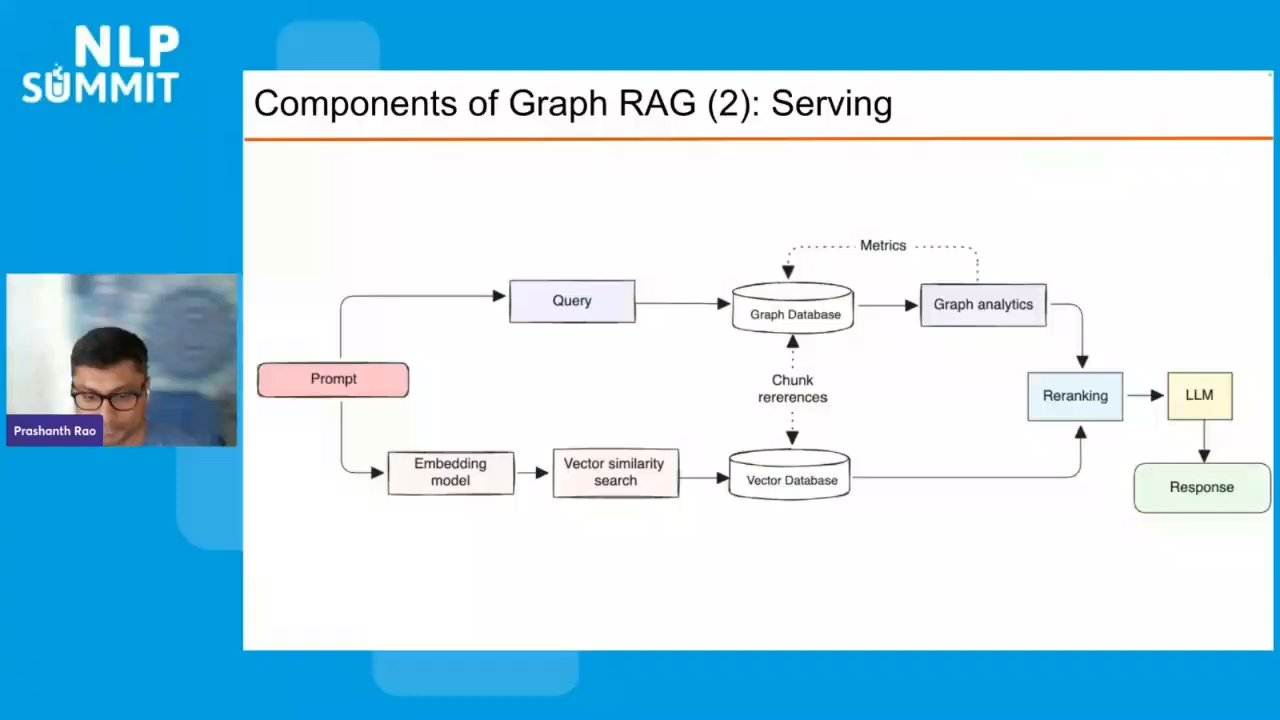 NLP
SUMMIT
Components of Graph RAG (2): Serving
Metrics
Query
Graph Database
Graph analytics
Prompt
Chunk
rerences
Reranking
LLM
Embedding
model
Vector similarity
search
Vector Database
Response
Prashanth Rao